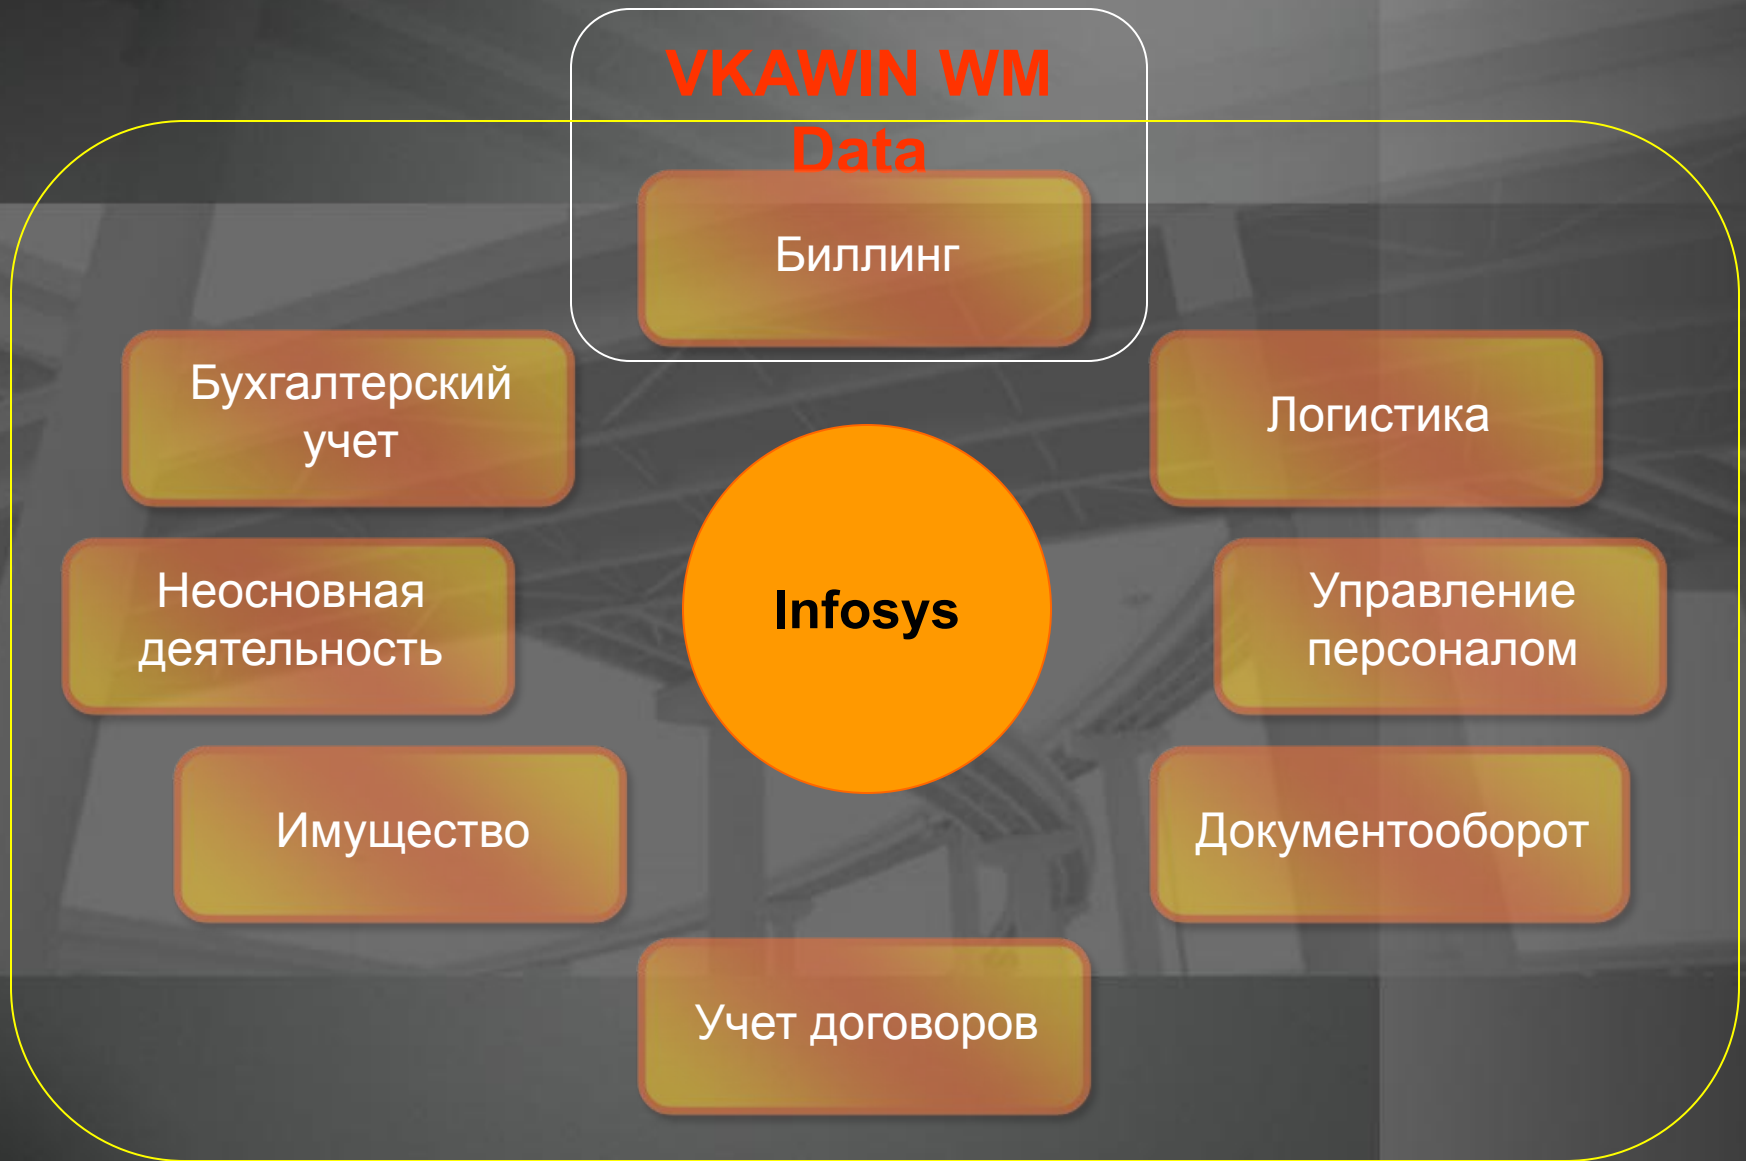 VKAWIN WM
Data
Биллинг
Бухгалтерский
учет
Логистика
Неосновная
деятельность
Infosys
Управление
персоналом
Имущество
Документооборот
Учет договоров